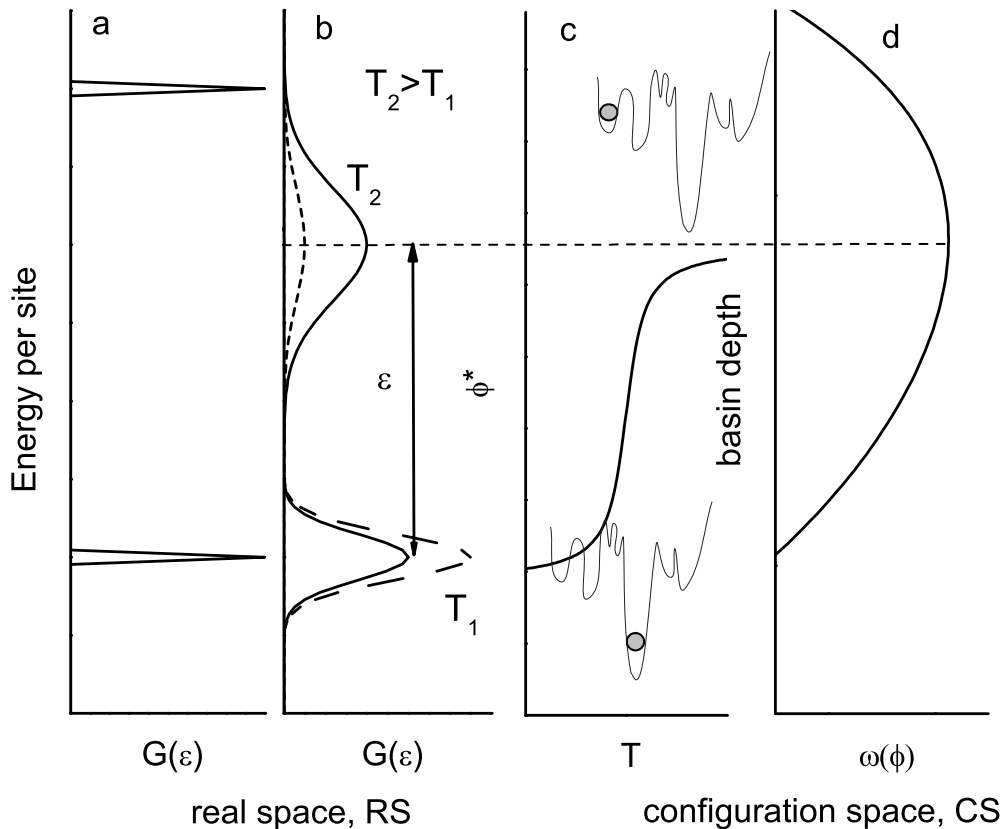 a
b
c
d
T₂>T₁
T₂
Energy per site
ε
ϕ*
basin depth
T₁
G(ε)
G(ε)
T
ω(ϕ)
real space, RS
configuration space, CS